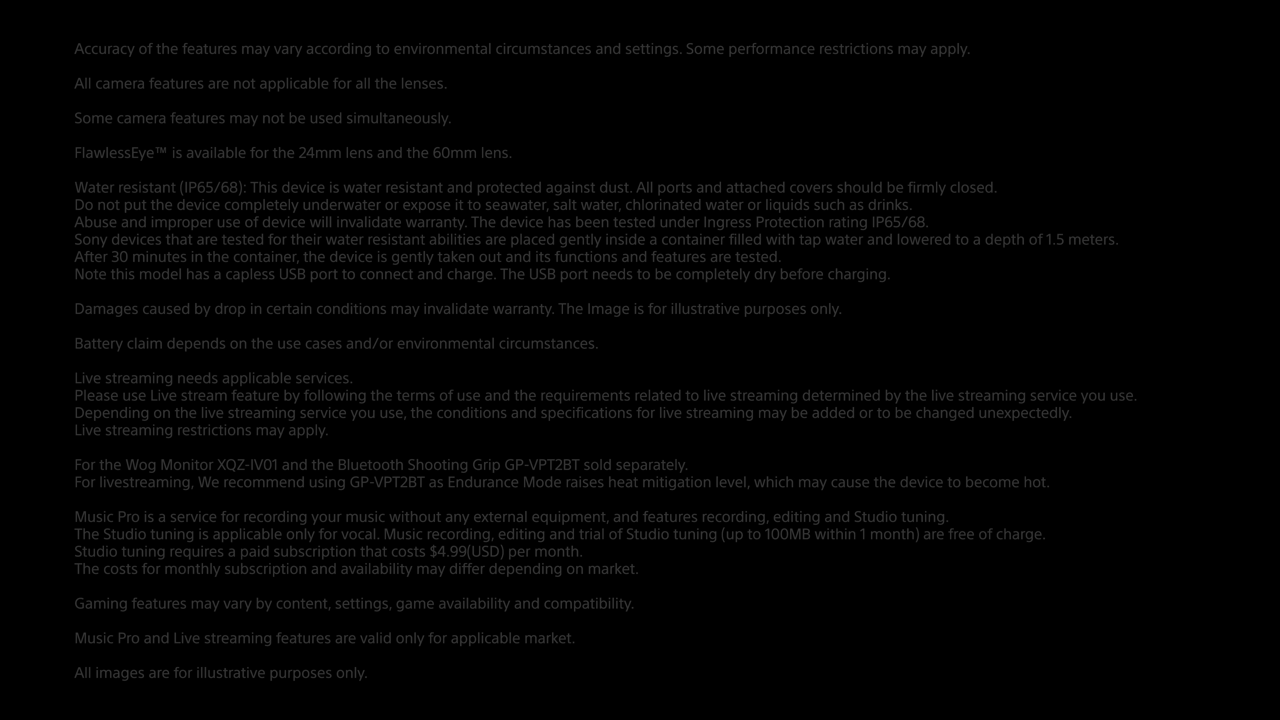 Accuracy of the features may vary according to environmental circumstances and settings. Some performance restrictions may apply.
All camera features are not applicable for all the lenses.
Some camera features may not be used simultaneously.
FlawlessEye™ is available for the 24mm lens and the 60mm lens.
Water resistant (IP65/68): This device is water resistant and protected against dust. All ports and attached covers should be firmly closed.
Do not put the device completely underwater or expose it to seawater, salt water, chlorinated water or liquids such as drinks.
Abuse and improper use of device will invalidate warranty. The device has been tested under Ingress Protection rating IP65/68.
Sony devices that are tested for their water resistant abilities are placed gently inside a container filled with tap water and lowered to a depth of 1.5 meters.
After 30 minutes in the container, the device is gently taken out and its functions and features are tested.
Note this model has a capless USB port to connect and charge. The USB port needs to be completely dry before charging.
Damages caused by drop in certain conditions may invalidate warranty. The Image is for illustrative purposes only.
Battery claim depends on the use cases and/or environmental circumstances.
Live streaming needs applicable services.
Please use Live stream feature by following the terms of use and the requirements related to live streaming determined by the live streaming service you use.
Depending on the live streaming service you use, the conditions and specifications for live streaming may be added or to be changed unexpectedly.
Live streaming restrictions may apply.
For the Wog Monitor XQZ-IV01 and the Bluetooth Shooting Grip GP-VPT2BT sold separately.
For livestreaming, We recommend using GP-VPT2BT as Endurance Mode raises heat mitigation level, which may cause the device to become hot.
Music Pro is a service for recording your music without any external equipment, and features recording, editing and Studio tuning.
The Studio tuning is applicable only for vocal. Music recording, editing and trial of Studio tuning (up to 100MB within 1 month) are free of charge.
Studio tuning requires a paid subscription that costs $4.99(USD) per month.
The costs for monthly subscription and availability may differ depending on market.
Gaming features may vary by content, settings, game availability and compatibility.
Music Pro and Live streaming features are valid only for applicable market.
All images are for illustrative purposes only.